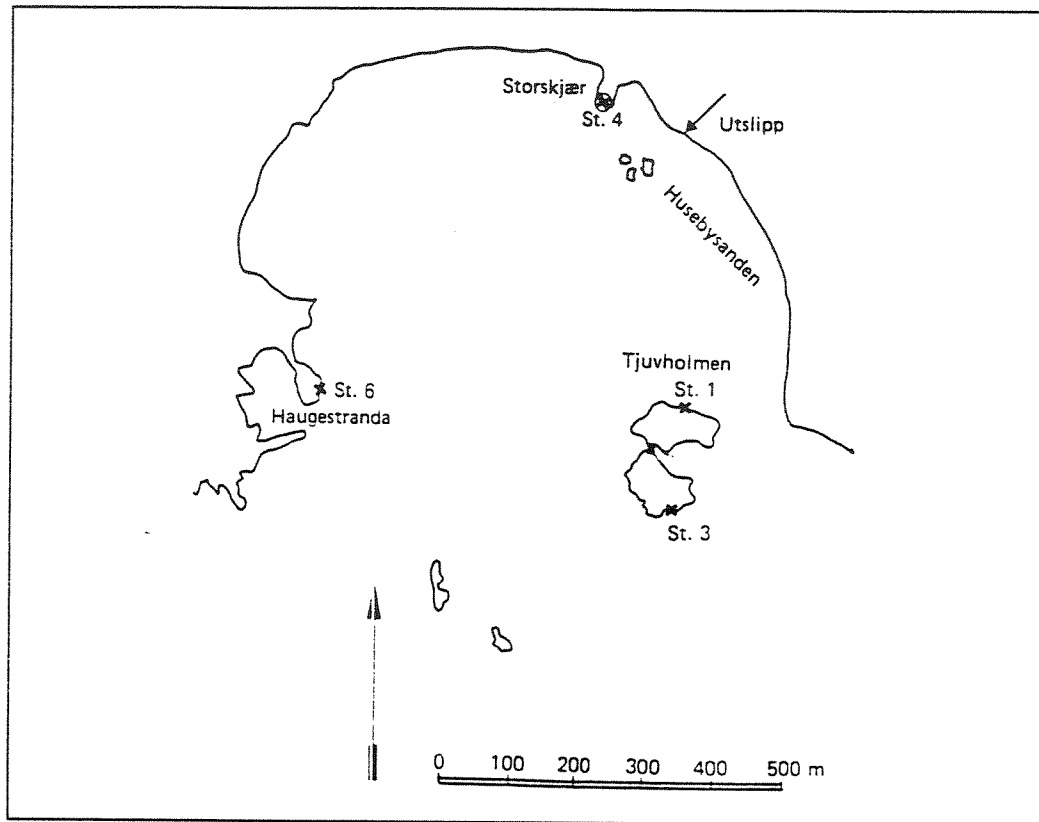 Storskjær
St. 4
Utslipp
Husebysanden
Tjuvholmen
St. 1
St. 6
Haugestranda
St. 3
0 100 200 300 400 500 m